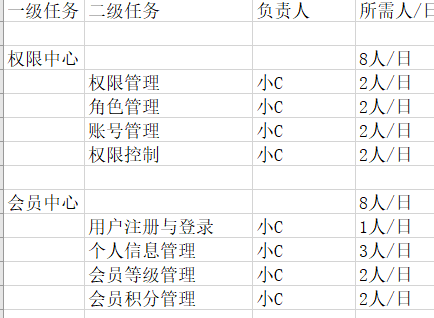 一级任务 二级任务 负责人 所需人/日
权限中心 8人/日
权限管理 小C 2人/日
角色管理 小C 2人/日
账号管理 小C 2人/日
权限控制 小C 2人/日
会员中心 8人/日
用户注册与登录 小C 1人/日
个人信息管理 小C 3人/日
会员等级管理 小C 2人/日
会员积分管理 小C 2人/日